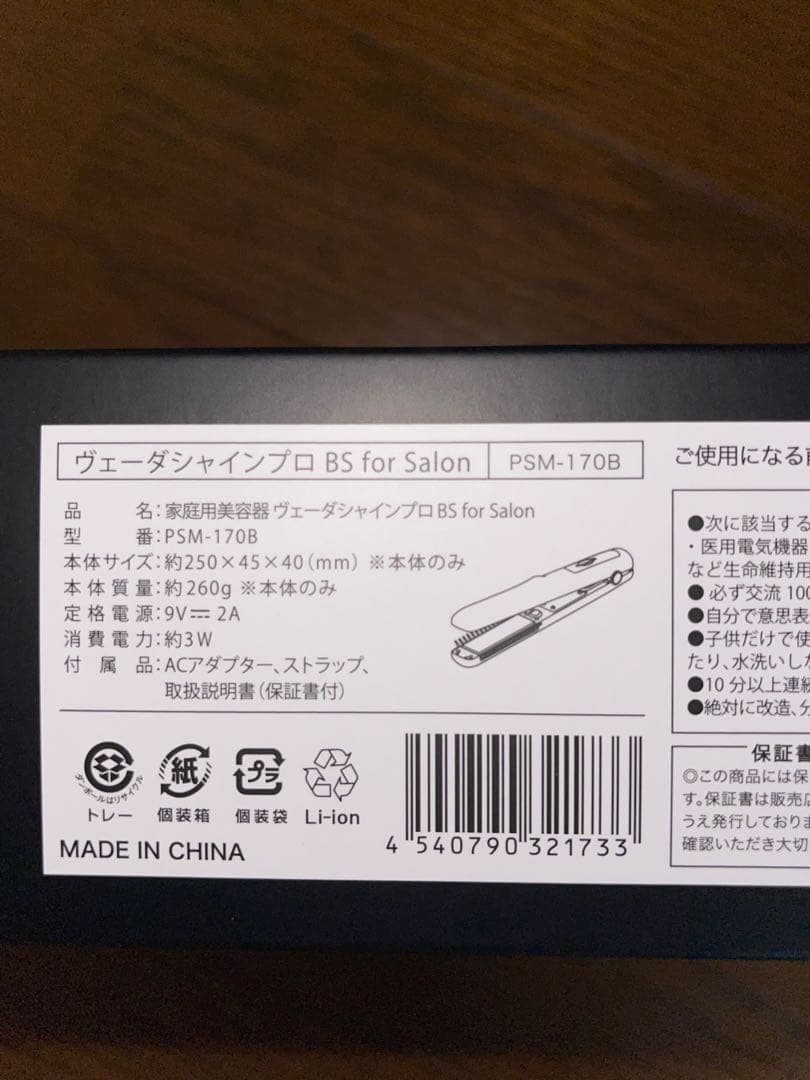 ヴェーダシャインプロ BS for Salon
PSM-170B
品名：家庭用美容器 ヴェーダシャインプロ BS for Salon
型番：PSM-170B
本体サイズ：約250×45×40（mm）※本体のみ
本体質量：約260g ※本体のみ
定格電源：9V⎓2A
消費電力：約3W
付属品：ACアダプター、ストラップ、
取扱説明書（保証書付）
ダンボールはリサイクル
トレー
紙
個装箱
プラ
個装袋
Li-ion
MADE IN CHINA
4 540790 321733
ご使用になる前
●次に該当する
・医用電気機器
など生命維持用
● 必ず交流 100
●自分で意思表
●子供だけで使
たり、水洗いしな
●10 分以上連続
●絶対に改造、分
保証書
◎この商品には保
す。保証書は販売店
うえ発行しておりま
確認いただき大切